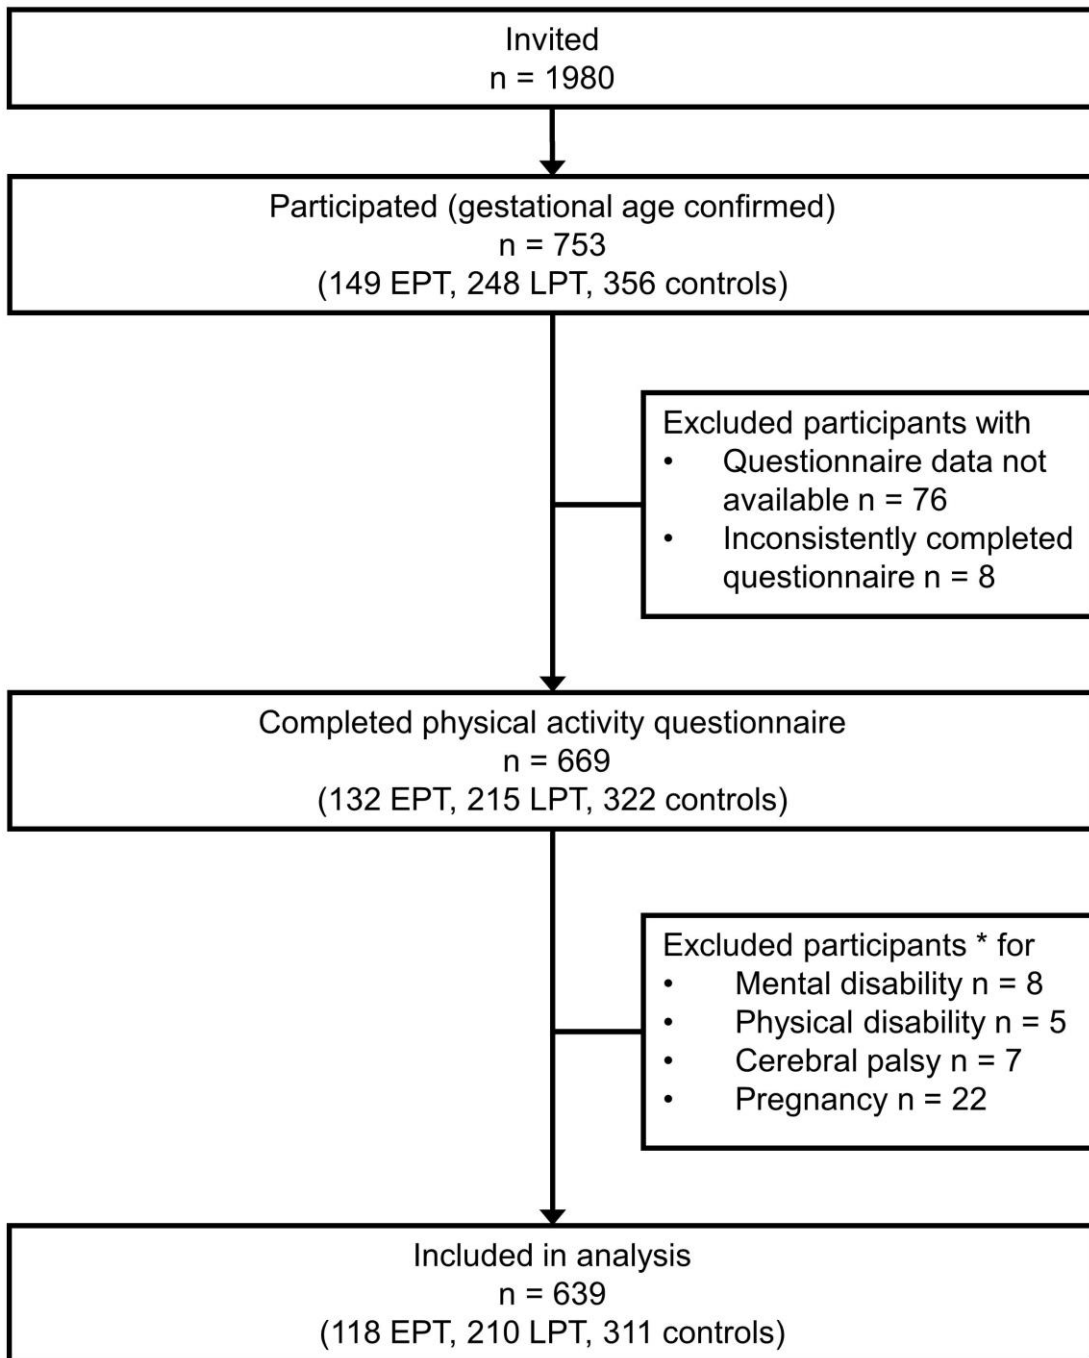 Invited
n = 1980
Participated (gestational age confirmed)
n = 753
(149 EPT, 248 LPT, 356 controls)
Excluded participants with
• Questionnaire data not
available n = 76
• Inconsistently completed
questionnaire n = 8
Completed physical activity questionnaire
n = 669
(132 EPT, 215 LPT, 322 controls)
Excluded participants * for
• Mental disability n = 8
• Physical disability n = 5
• Cerebral palsy n = 7
• Pregnancy n = 22
Included in analysis
n = 639
(118 EPT, 210 LPT, 311 controls)